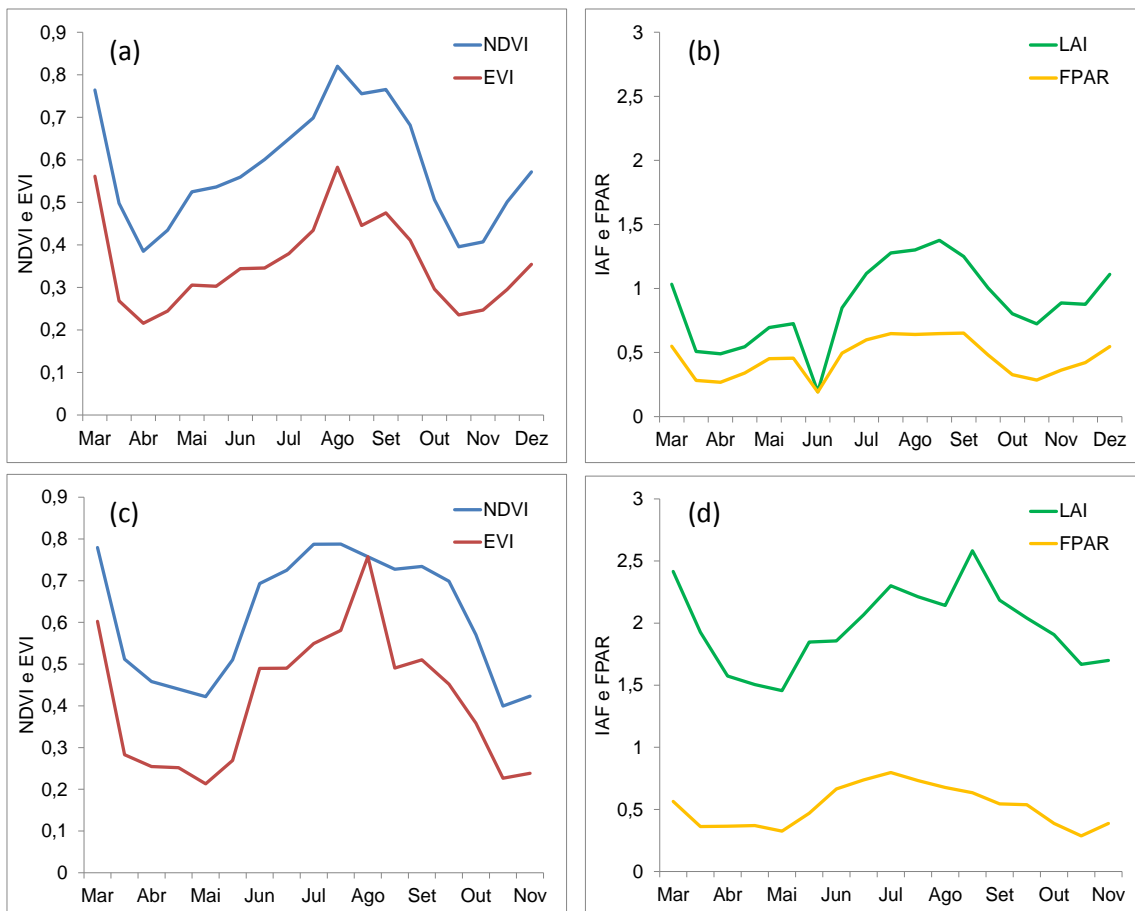 (a)
NDVI
EVI
NDVI e EVI
0,9
0,8
0,7
0,6
0,5
0,4
0,3
0,2
0,1
0
Mar Abr Mai Jun Jul Ago Set Out Nov Dez
(b)
LAI
FPAR
IAF e FPAR
3
2,5
2
1,5
1
0,5
0
Mar Abr Mai Jun Jul Ago Set Out Nov Dez
(c)
NDVI
EVI
NDVI e EVI
0,9
0,8
0,7
0,6
0,5
0,4
0,3
0,2
0,1
0
Mar Abr Mai Jun Jul Ago Set Out Nov
(d)
LAI
FPAR
IAF e FPAR
3
2,5
2
1,5
1
0,5
0
Mar Abr Mai Jun Jul Ago Set Out Nov